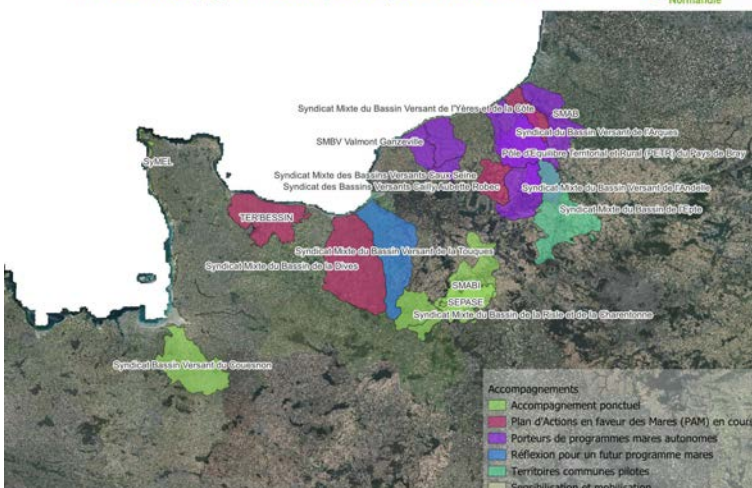 Normandie
Syndicat Mixte du Bassin Versant de l'Yères et de la Côte
SMAB
Syndicat du Bassin Versant de l'Arques
SMBV Valmont Ganzeville
Pôle d'Equilibre Territorial et Rural (PETR) du Pays de Bray
SyMEL
Syndicat Mixte des Bassins Versants Caux Seine
Syndicat des Bassins Versants Cailly Aubette Robec
Syndicat Mixte du Bassin Versant de l'Andelle
Syndicat Mixte du Bassin de l'Epte
TER'BESSIN
Syndicat Mixte du Bassin Versant de la Touques
Syndicat Mixte du Bassin de la Dives
SMABI
SEPASE
Syndicat Mixte du Bassin de la Risle et de la Charentonne
Syndicat Bassin Versant du Couesnon
Accompagnements
Accompagnement ponctuel
Plan d'Actions en faveur des Mares (PAM) en cours
Porteurs de programmes mares autonomes
Réflexion pour un futur programme mares
Territoires communes pilotes
Sensibilisation et mobilisation